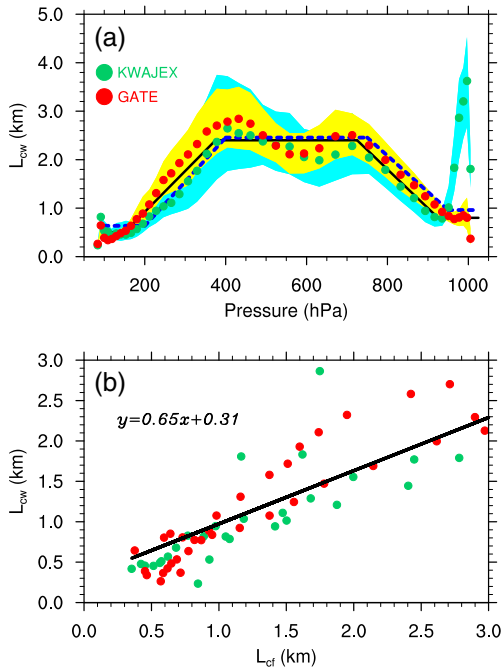 (a)
KWAJEX
GATE
5.0
4.0
3.0
2.0
1.0
0.0
L_cw (km)
200 400 600 800 1000
Pressure (hPa)
(b)
y=0.65x+0.31
3.0
2.5
2.0
1.5
1.0
0.5
0.0
L_cw (km)
0.0 0.5 1.0 1.5 2.0 2.5 3.0
L_cf (km)